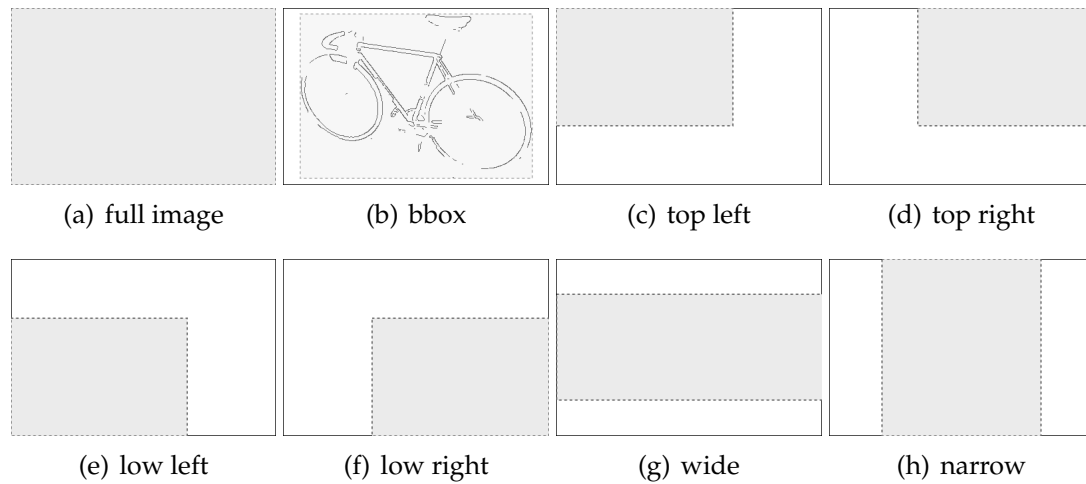 (a) full image
(b) bbox
(c) top left
(d) top right
(e) low left
(f) low right
(g) wide
(h) narrow